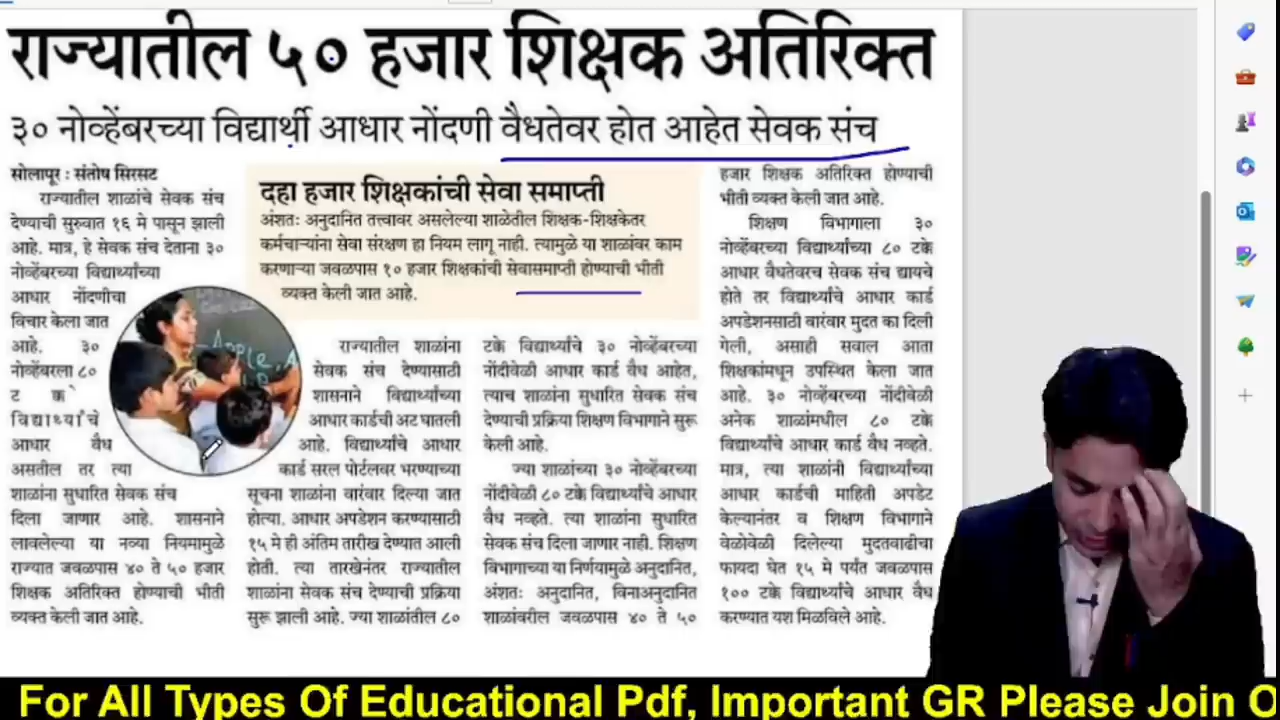 राज्यातील ५० हजार शिक्षक अतिरिक्त
३० नोव्हेंबरच्या विद्यार्थी आधार नोंदणी वैधतेवर होत आहेत सेवक संच
सोलापूर : संतोष सिरसट
राज्यातील शाळांचे सेवक संच
देण्याची सुरुवात १६ मे पासून झाली
आहे. मात्र, हे सेवक संच देताना ३०
नोव्हेंबरच्या विद्यार्थ्यांच्या
आधार नोंदणीचा
विचार केला जात
आहे. ३०
नोव्हेंबरला ८०
ट क्के
विद्यार्थ्यांचे
आधार वैध
असतील तर त्या
शाळांना सुधारित सेवक संच
दिला जाणार आहे. शासनाने
लावलेल्या या नव्या नियमामुळे
राज्यात जवळपास ४० ते ५० हजार
शिक्षक अतिरिक्त होण्याची भीती
व्यक्त केली जात आहे.
दहा हजार शिक्षकांची सेवा समाप्ती
अंशतः अनुदानित तत्त्वावर असलेल्या शाळेतील शिक्षक-शिक्षकेतर
कर्मचाऱ्यांना सेवा संरक्षण हा नियम लागू नाही. त्यामुळे या शाळांवर काम
करणाऱ्या जवळपास १० हजार शिक्षकांची सेवासमाप्ती होण्याची भीती
व्यक्त केली जात आहे.
राज्यातील शाळांना
सेवक संच देण्यासाठी
शासनाने विद्यार्थ्यांच्या
आधार कार्डची अट घातली
आहे. विद्यार्थ्यांचे आधार
कार्ड सरल पोर्टलवर भरण्याच्या
सूचना शाळांना वारंवार दिल्या जात
होत्या. आधार अपडेशन करण्यासाठी
१५ मे ही अंतिम तारीख देण्यात आली
होती. त्या तारखेनंतर राज्यातील
शाळांना सेवक संच देण्याची प्रक्रिया
सुरू झाली आहे. ज्या शाळांतील ८०
टक्के विद्यार्थ्यांचे ३० नोव्हेंबरच्या
नोंदीवेळी आधार कार्ड वैध आहेत,
त्याच शाळांना सुधारित सेवक संच
देण्याची प्रक्रिया शिक्षण विभागाने सुरू
केली आहे.
ज्या शाळांच्या ३० नोव्हेंबरच्या
नोंदीवेळी ८० टक्के विद्यार्थ्यांचे आधार
वैध नव्हते. त्या शाळांना सुधारित
सेवक संच दिला जाणार नाही. शिक्षण
विभागाच्या या निर्णयामुळे अनुदानित,
अंशतः अनुदानित, विनाअनुदानित
शाळांवरील जवळपास ४० ते ५०
हजार शिक्षक अतिरिक्त होण्याची
भीती व्यक्त केली जात आहे.
शिक्षण विभागाला ३०
नोव्हेंबरच्या विद्यार्थ्यांच्या ८० टक्के
आधार वैधतेवरच सेवक संच द्यायचे
होते तर विद्यार्थ्यांचे आधार कार्ड
अपडेशनसाठी वारंवार मुदत का दिली
गेली, असाही सवाल आता
शिक्षकांमधून उपस्थित केला जात
आहे. ३० नोव्हेंबरच्या नोंदीवेळी
अनेक शाळांमधील ८० टक्के
विद्यार्थ्यांचे आधार कार्ड वैध नव्हते.
मात्र, त्या शाळांनी विद्यार्थ्यांच्या
आधार कार्डची माहिती अपडेट
केल्यानंतर व शिक्षण विभागाने
वेळोवेळी दिलेल्या मुदतवाढीचा
फायदा घेत १५ मे पर्यंत जवळपास
१०० टक्के विद्यार्थ्यांचे आधार वैध
करण्यात यश मिळविले आहे.
Apple, A
For All Types Of Educational Pdf, Important GR Please Join O